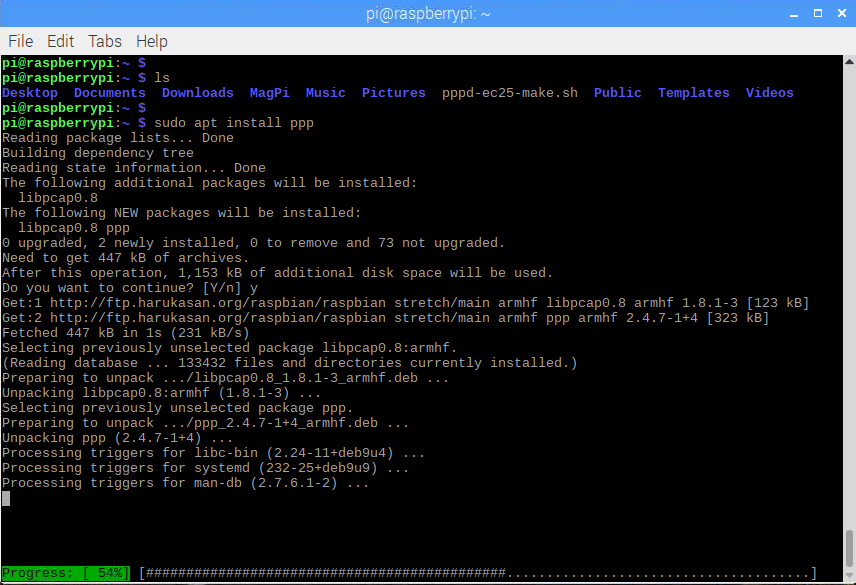 pi@raspberrypi: ~
File Edit Tabs Help
pi@raspberrypi:~ $
pi@raspberrypi:~ $ ls
Desktop Documents Downloads MagPi Music Pictures pppd-ec25-make.sh Public Templates Videos
pi@raspberrypi:~ $
pi@raspberrypi:~ $ sudo apt install ppp
Reading package lists... Done
Building dependency tree
Reading state information... Done
The following additional packages will be installed:
  libpcap0.8
The following NEW packages will be installed:
  libpcap0.8 ppp
0 upgraded, 2 newly installed, 0 to remove and 73 not upgraded.
Need to get 447 kB of archives.
After this operation, 1,153 kB of additional disk space will be used.
Do you want to continue? [Y/n] y
Get:1 http://ftp.harukasan.org/raspbian/raspbian stretch/main armhf libpcap0.8 armhf 1.8.1-3 [123 kB]
Get:2 http://ftp.harukasan.org/raspbian/raspbian stretch/main armhf ppp armhf 2.4.7-1+4 [323 kB]
Fetched 447 kB in 1s (231 kB/s)
Selecting previously unselected package libpcap0.8:armhf.
(Reading database ... 133432 files and directories currently installed.)
Preparing to unpack .../libpcap0.8_1.8.1-3_armhf.deb ...
Unpacking libpcap0.8:armhf (1.8.1-3) ...
Selecting previously unselected package ppp.
Preparing to unpack .../ppp_2.4.7-1+4_armhf.deb ...
Unpacking ppp (2.4.7-1+4) ...
Processing triggers for libc-bin (2.24-11+deb9u4) ...
Processing triggers for systemd (232-25+deb9u9) ...
Processing triggers for man-db (2.7.6.1-2) ...
Progress: [ 54%] [#############################################......................................]